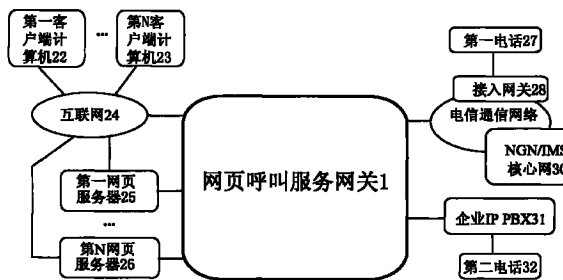 第一客
户端计
算机22
...
第N客
户端计
算机23
互联网24
第一网页
服务器25
...
第N网页
服务器26
网页呼叫服务网关1
第一电话27
接入网关28
电信通信网络
NGN/IMS
核心网30
企业IP PBX31
第二电话32